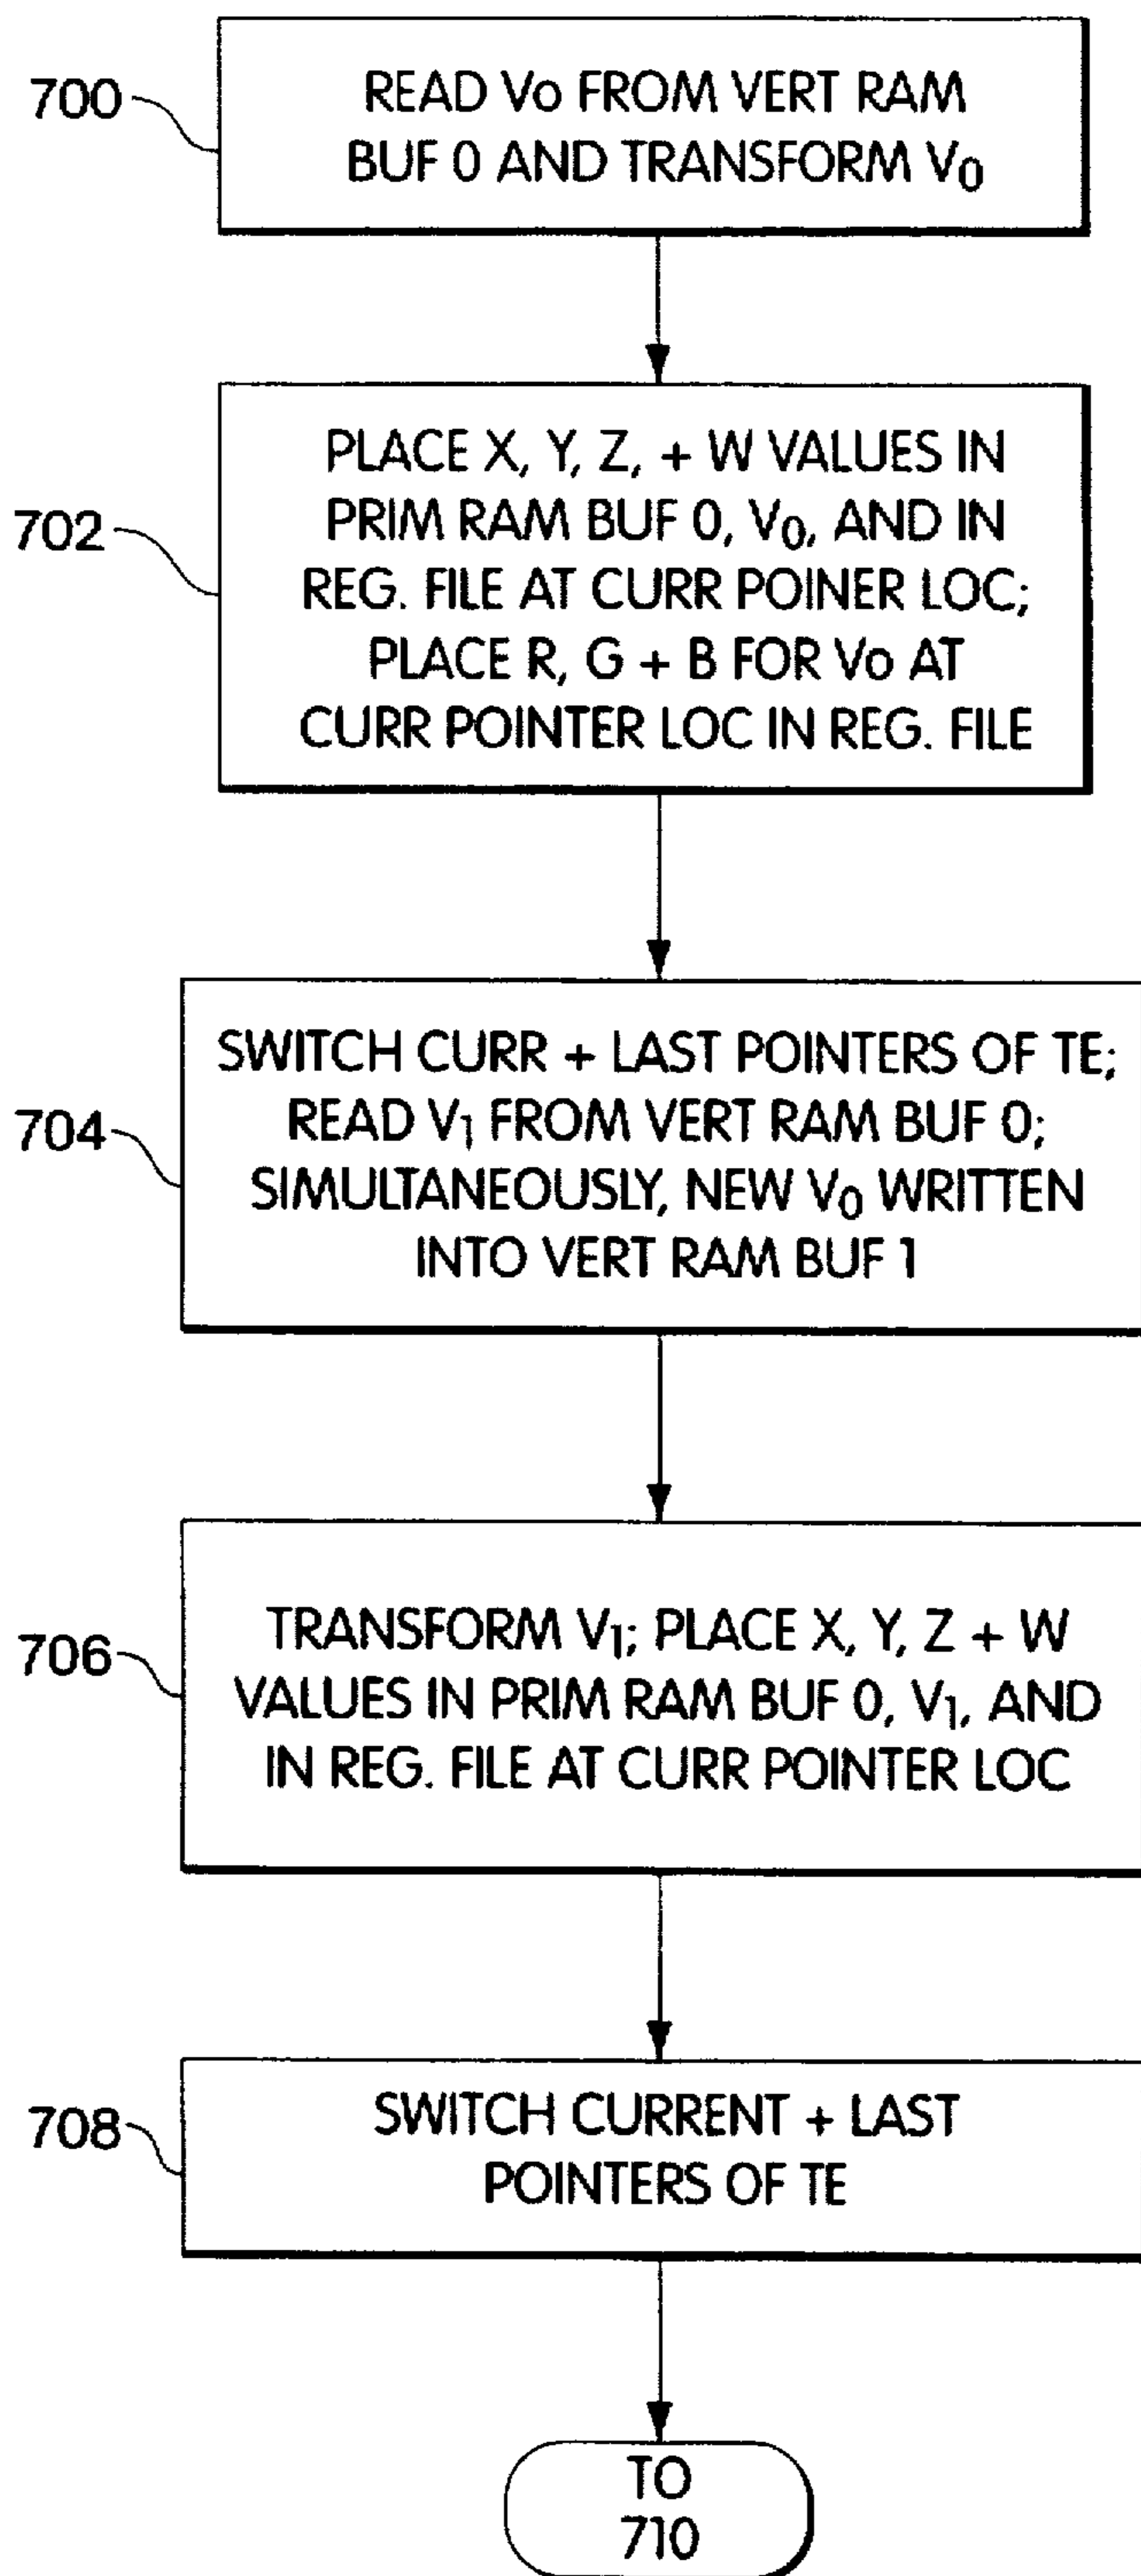 700
READ Vo FROM VERT RAM
BUF 0 AND TRANSFORM V0
702
PLACE X, Y, Z, + W VALUES IN
PRIM RAM BUF 0, V0, AND IN
REG. FILE AT CURR POINER LOC;
PLACE R, G + B FOR Vo AT
CURR POINTER LOC IN REG. FILE
704
SWITCH CURR + LAST POINTERS OF TE;
READ V1 FROM VERT RAM BUF 0;
SIMULTANEOUSLY, NEW V0 WRITTEN
INTO VERT RAM BUF 1
706
TRANSFORM V1; PLACE X, Y, Z + W
VALUES IN PRIM RAM BUF 0, V1, AND
IN REG. FILE AT CURR POINTER LOC
708
SWITCH CURRENT + LAST
POINTERS OF TE
TO
710